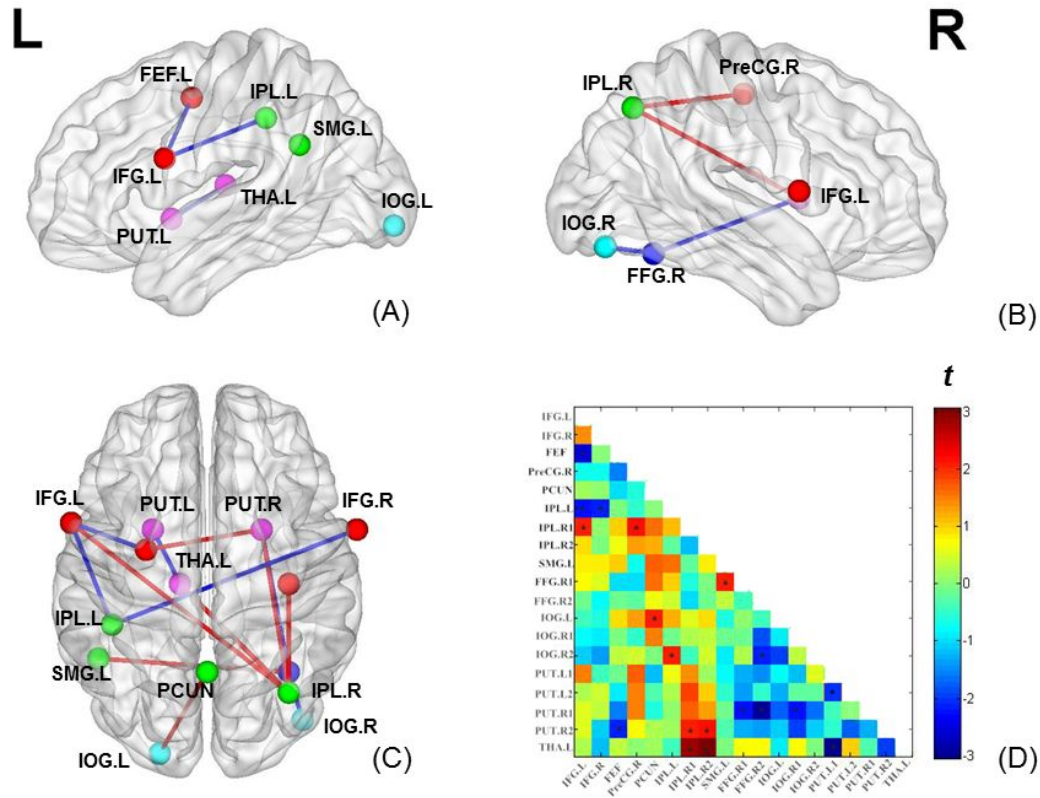 L
R
FEF.L
IPL.L
SMG.L
IFG.L
THA.L
PUT.L
IOG.L
(A)
IPL.R
PreCG.R
IFG.L
IOG.R
FFG.R
(B)
IFG.L
PUT.L
PUT.R
IFG.R
THA.L
IPL.L
SMG.L
PCUN
IPL.R
IOG.R
IOG.L
(C)
t
IFG.L
IFG.R
FEF
PreCG.R
PCUN
IPL.L
IPL.R1
IPL.R2
SMG.L
FFG.R1
FFG.R2
IOG.L
IOG.R1
IOG.R2
PUT.L1
PUT.L2
PUT.R1
PUT.R2
THA.L
IFG.L IFG.R FEF PreCG.R PCUN IPL.L IPL.R1 IPL.R2 SMG.L FFG.R1 FFG.R2 IOG.L IOG.R1 IOG.R2 PUT.L1 PUT.L2 PUT.R1 PUT.R2 THA.L
3
2
1
0
-1
-2
-3
(D)